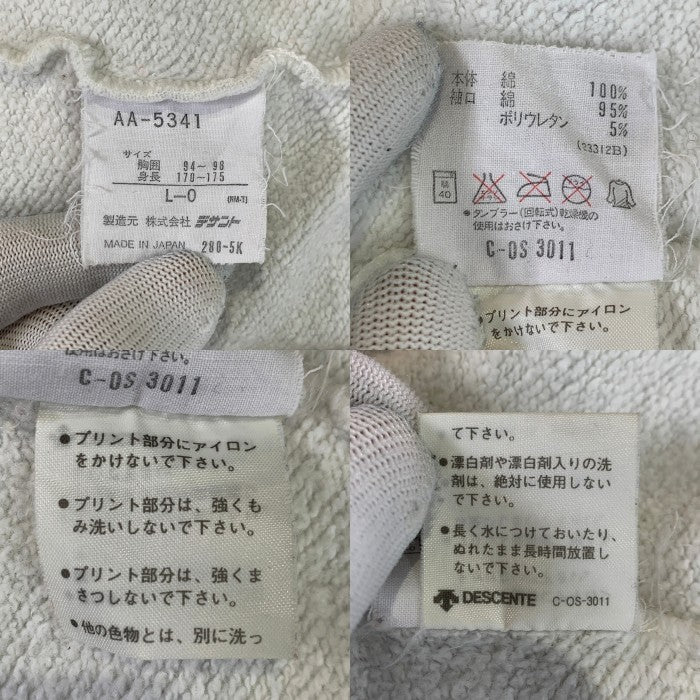 AA-5341
サイズ
胸囲 94~98
身長 170~175
L-O (RM-T)
製造元 株式会社 デサント
MADE IN JAPAN 280-5K
本体 綿 100%
袖口 綿 95%
ポリウレタン 5%
(23312B)
40
●タンブラー(回転式)乾燥機の
使用はおさけ下さい。
C-OS 3011
●プリント部分にアイロン
をかけないで下さい。
使用はおさけ下さい。
C-OS 3011
●プリント部分にアイロン
をかけないで下さい。
●プリント部分は、強くも
み洗いしないで下さい。
●プリント部分は、強くま
さつしないで下さい。
●他の色物とは、別に洗っ
て下さい。
●漂白剤や漂白剤入りの洗
剤は、絶対に使用しない
で下さい。
●長く水につけておいたり、
ぬれたまま長時間放置し
ないで下さい。
DESCENTE C-OS-3011